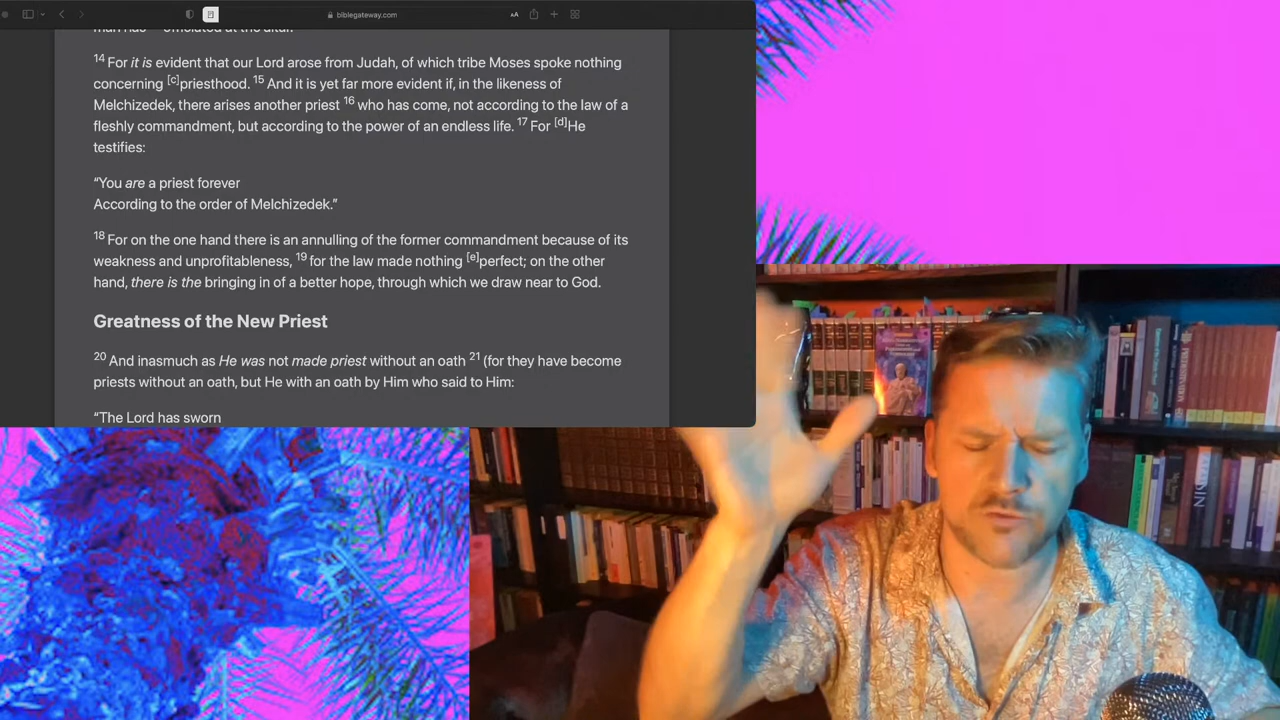 biblegateway.com
14 For it is evident that our Lord arose from Judah, of which tribe Moses spoke nothing
concerning [c]priesthood. 15 And it is yet far more evident if, in the likeness of
Melchizedek, there arises another priest 16 who has come, not according to the law of a
fleshly commandment, but according to the power of an endless life. 17 For [d]He
testifies:
“You are a priest forever
According to the order of Melchizedek.”
18 For on the one hand there is an annulling of the former commandment because of its
weakness and unprofitableness, 19 for the law made nothing [e]perfect; on the other
hand, there is the bringing in of a better hope, through which we draw near to God.
Greatness of the New Priest
20 And inasmuch as He was not made priest without an oath 21 (for they have become
priests without an oath, but He with an oath by Him who said to Him:
“The Lord has sworn